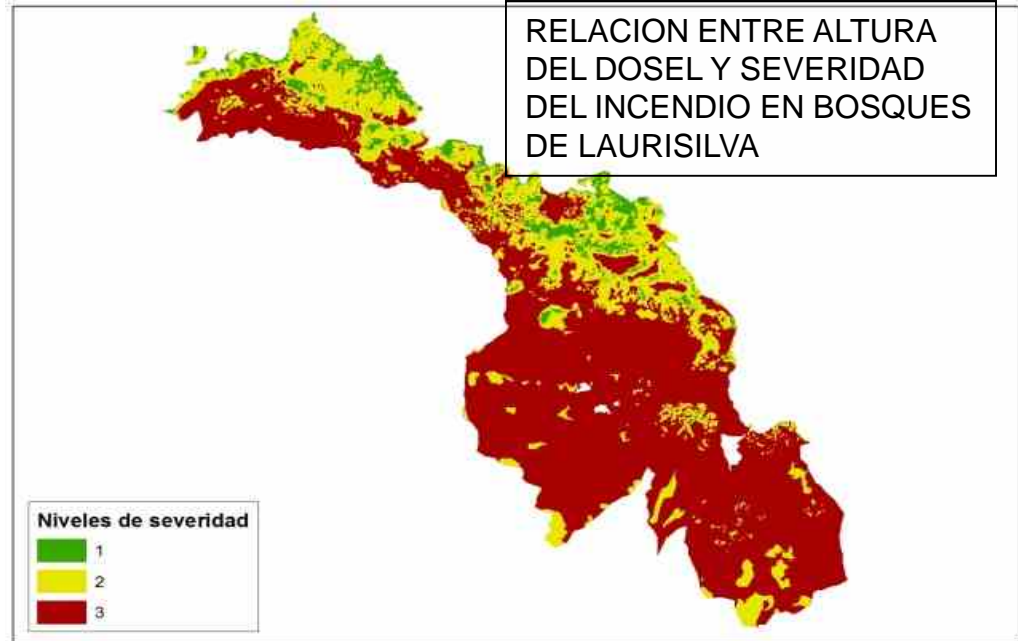 RELACION ENTRE ALTURA
DEL DOSEL Y SEVERIDAD
DEL INCENDIO EN BOSQUES
DE LAURISILVA
Niveles de severidad
1
2
3